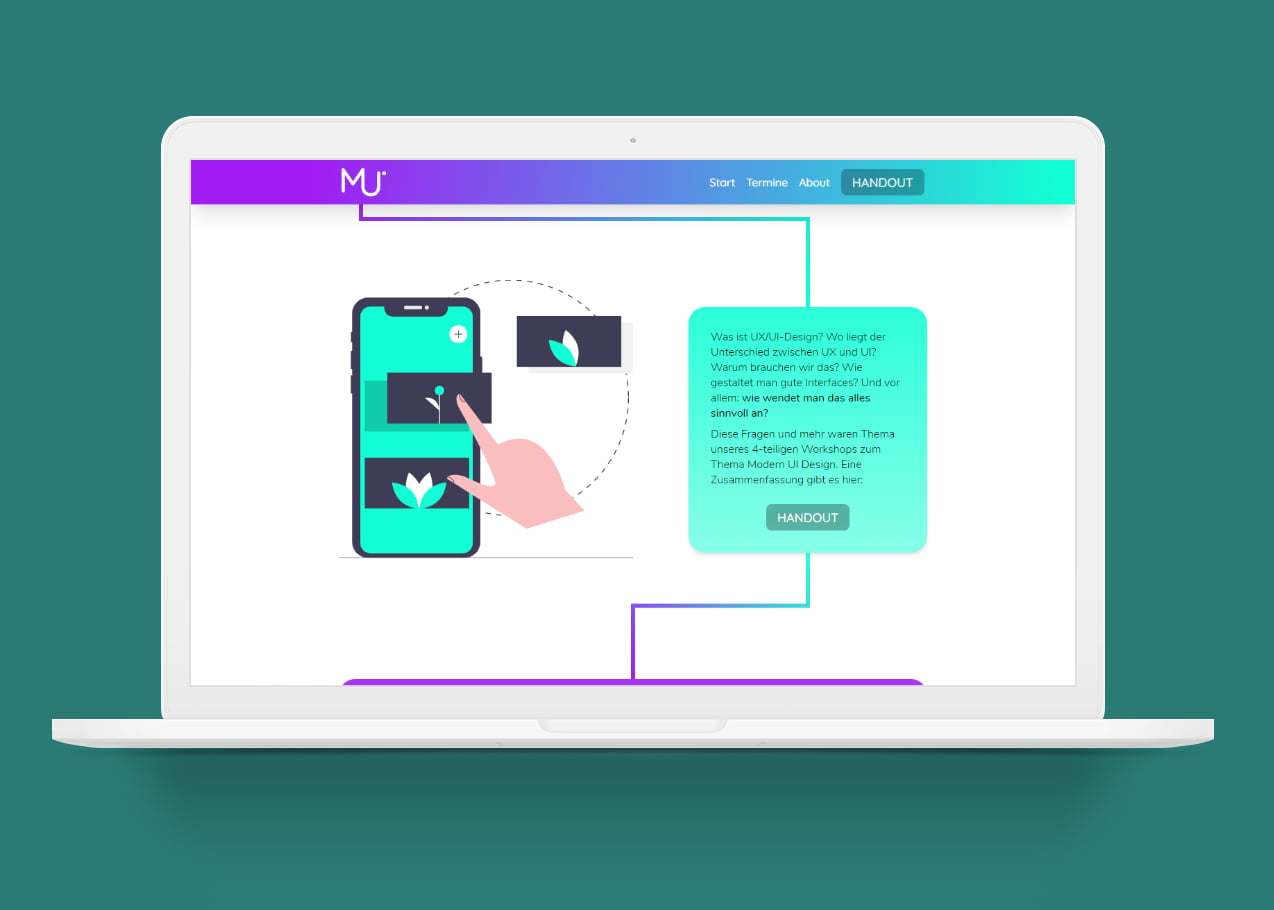 MU
Start Termine About HANDOUT
Was ist UX/UI-Design? Wo liegt der
Unterschied zwischen UX und UI?
Warum brauchen wir das? Wie
gestaltet man gute Interfaces? Und vor
allem: wie wendet man das alles
sinnvoll an?
Diese Fragen und mehr waren Thema
unseres 4-teiligen Workshops zum
Thema Modern UI Design. Eine
Zusammenfassung gibt es hier:
HANDOUT